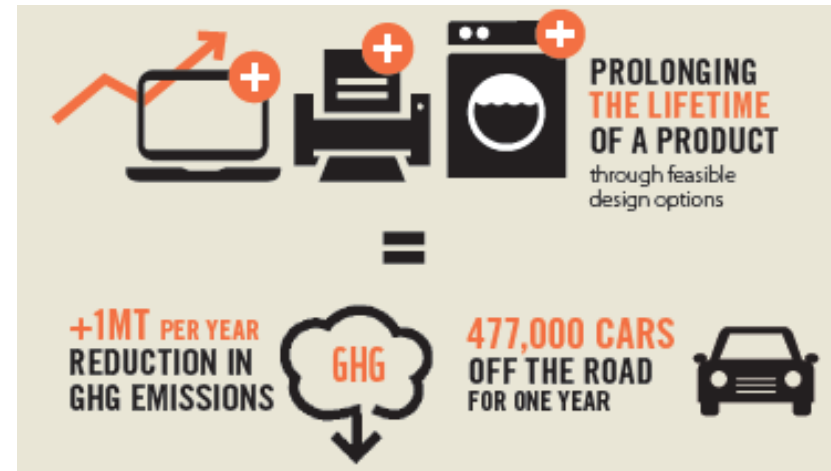 PROLONGING
THE LIFETIME
OF A PRODUCT
through feasible
design options
=
+1MT PER YEAR
REDUCTION IN
GHG EMISSIONS
GHG
477,000 CARS
OFF THE ROAD
FOR ONE YEAR